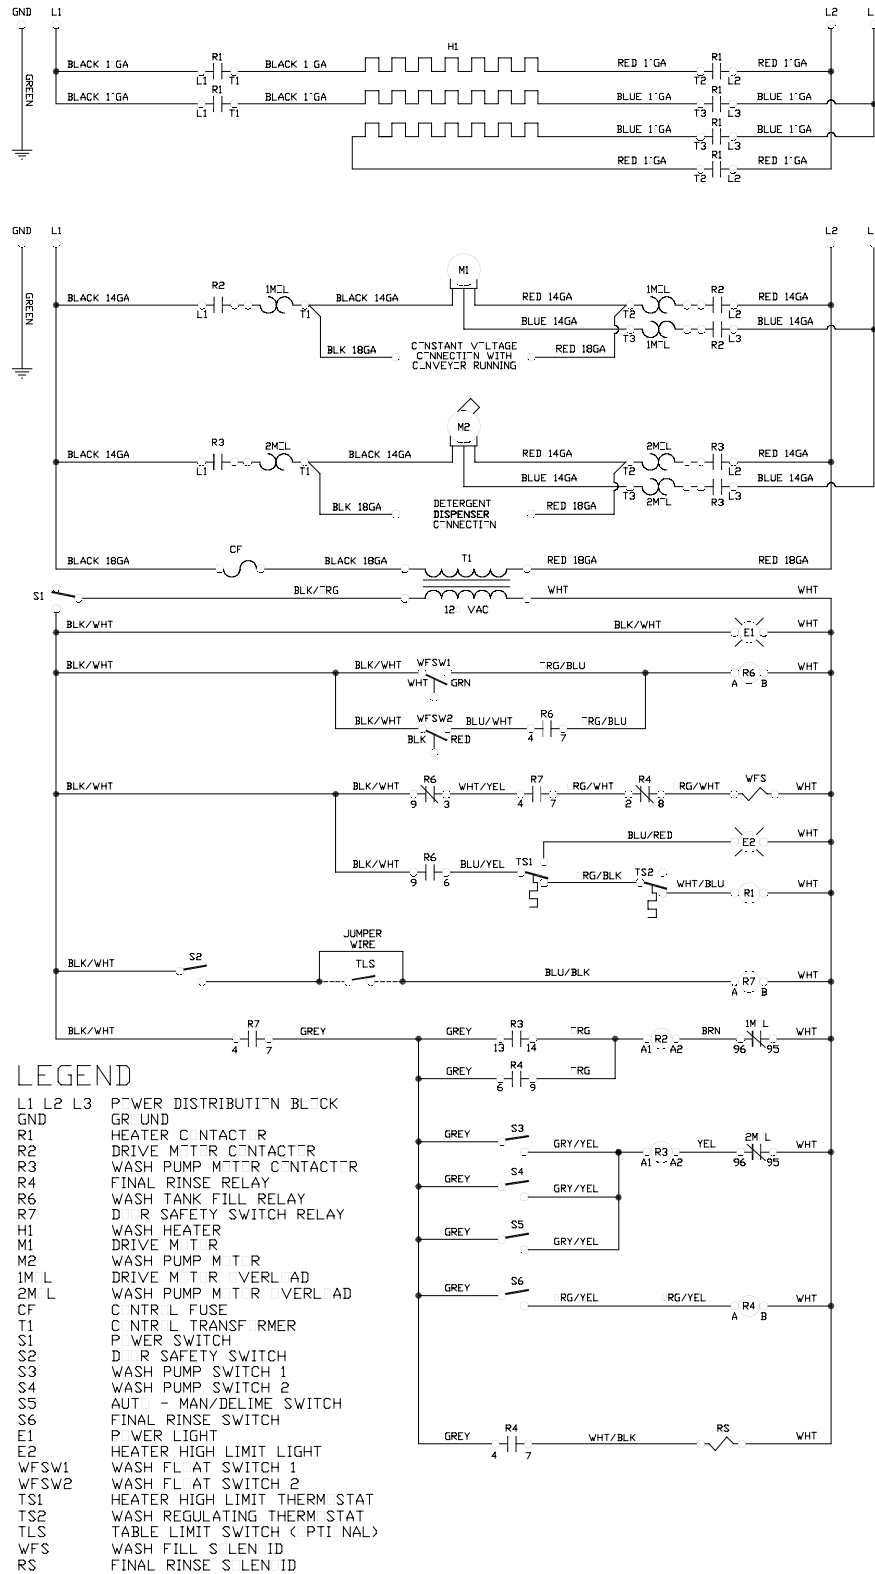 GND L1 L2 L
H1
BLACK R1 BLACK RED R1 RED
L1 T1 T2 L2
GREEN
BLACK R1 BLACK BLUE R1 BLUE
L1 T1 T3 L3
BLUE R1 BLUE
T3 L3
RED R1 RED
T2 L2
GND L1 L2 L
M1
BLACK 14GA R2 1MOL BLACK 14GA RED 14GA 1MOL R2 RED 14GA
L1 T1 T2 L2
GREEN
BLUE 14GA BLUE 14GA
T3 1MOL R2 L3
BLK 18GA CONSTANT VOLTAGE RED 18GA
CONNECTION WITH
CONVEYER RUNNING
M2
BLACK 14GA R3 2MOL BLACK 14GA RED 14GA 2MOL R3 RED 14GA
L1 T1 T2 L2
BLUE 14GA BLUE 14GA
T3 2MOL R3 L3
BLK 18GA DETERGENT RED 18GA
DISPENSER
CONNECTION
CF
BLACK 18GA BLACK 18GA T1 RED 18GA RED 18GA
S1 BLK/ORG WHT WHT
120 VAC
BLK/WHT BLK/WHT E1 WHT
BLK/WHT BLK/WHT WFSW1 ORG/BLU R6 WHT
WHT GRN A B
BLK/WHT WFSW2 BLU/WHT R6 ORG/BLU
BLK RED 4 7
BLK/WHT BLK/WHT R6 WHT/YEL R7 ORG/WHT R4 ORG/WHT WFS WHT
9 3 4 7 2 8
BLU/RED E2 WHT
BLK/WHT R6 BLU/YEL TS1 ORG/BLK TS2 WHT/BLU R1 WHT
9 6
JUMPER
WIRE
BLK/WHT S2 TLS BLU/BLK R7 WHT
A B
BLK/WHT R7 GREY GREY R3 ORG R2 BRN 1MOL WHT
4 7 13 14 A1 A2 96 95
GREY R4 ORG
6 9
GREY S3 GRY/YEL R3 YEL 2MOL WHT
A1 A2 96 95
GREY S4 GRY/YEL
GREY S5 GRY/YEL
GREY S6 ORG/YEL ORG/YEL R4 WHT
A B
GREY R4 WHT/BLK RS WHT
4 7
LEGEND
L1 L2 L3 POWER DISTRIBUTION BLOCK
GND GROUND
R1 HEATER CONTACTOR
R2 DRIVE MOTOR CONTACTOR
R3 WASH PUMP MOTOR CONTACTOR
R4 FINAL RINSE RELAY
R6 WASH TANK FILL RELAY
R7 DOOR SAFETY SWITCH RELAY
H1 WASH HEATER
M1 DRIVE MOTOR
M2 WASH PUMP MOTOR
1MOL DRIVE MOTOR OVERLOAD
2MOL WASH PUMP MOTOR OVERLOAD
CF CONTROL FUSE
T1 CONTROL TRANSFORMER
S1 POWER SWITCH
S2 DOOR SAFETY SWITCH
S3 WASH PUMP SWITCH 1
S4 WASH PUMP SWITCH 2
S5 AUTO - MAN/DELIME SWITCH
S6 FINAL RINSE SWITCH
E1 POWER LIGHT
E2 HEATER HIGH LIMIT LIGHT
WFSW1 WASH FLOAT SWITCH 1
WFSW2 WASH FLOAT SWITCH 2
TS1 HEATER HIGH LIMIT THERMOSTAT
TS2 WASH REGULATING THERMOSTAT
TLS TABLE LIMIT SWITCH (OPTIONAL)
WFS WASH FILL SOLENOID
RS FINAL RINSE SOLENOID